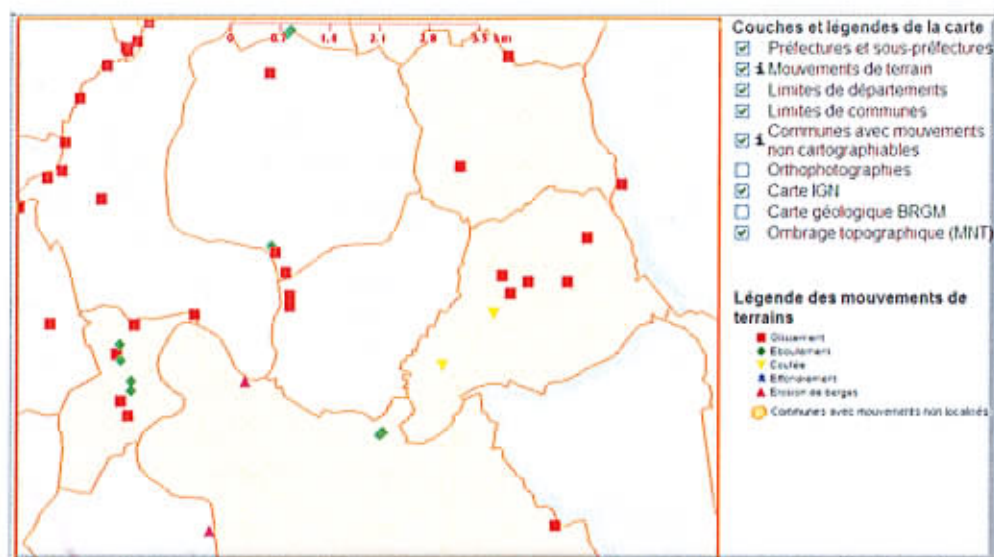 0 0.7 1.4 2.1 2.8 3.5 km
Couches et légendes de la carte
Préfectures et sous-préfectures
i Mouvements de terrain
Limites de départements
Limites de communes
i Communes avec mouvements
non cartographiables
Orthophotographies
Carte IGN
Carte géologique BRGM
Ombrage topographique (MNT)
Légende des mouvements de
terrains
Glissement
Eboulement
Coulée
Effondrement
Erosion de berges
Communes avec mouvements non localisés